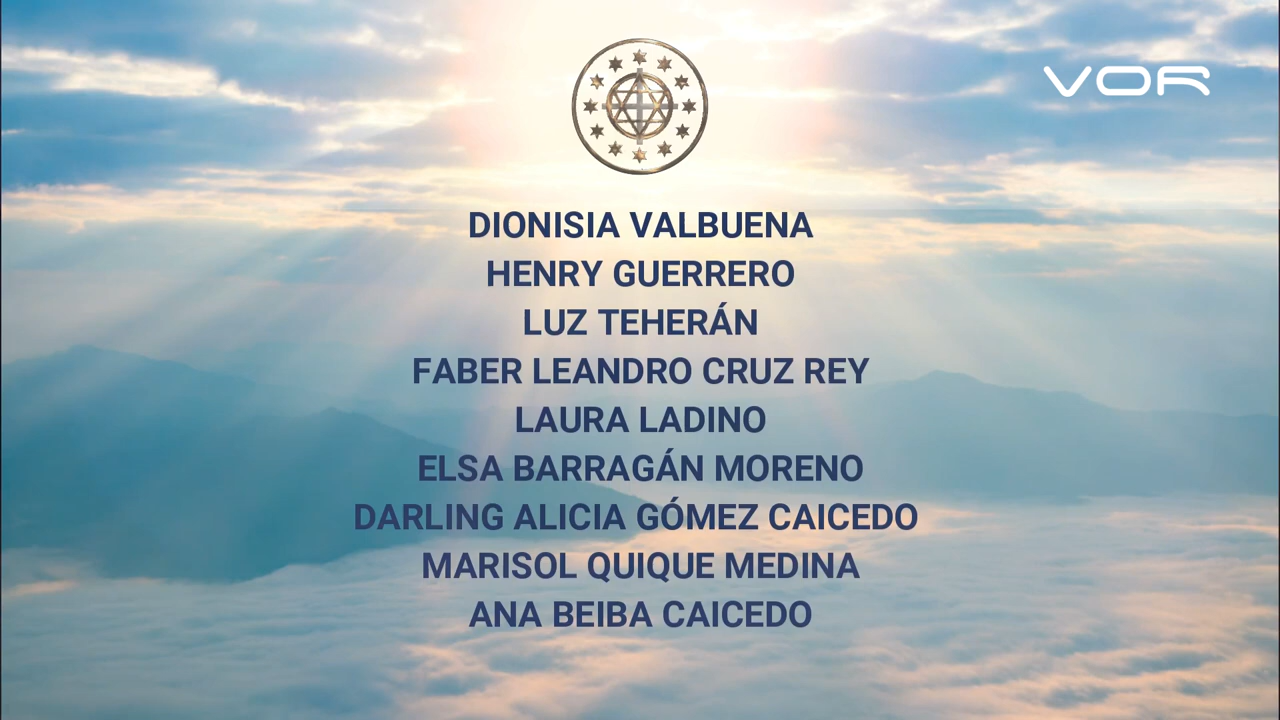 VOR
DIONISIA VALBUENA
HENRY GUERRERO
LUZ TEHERÁN
FABER LEANDRO CRUZ REY
LAURA LADINO
ELSA BARRAGÁN MORENO
DARLING ALICIA GÓMEZ CAICEDO
MARISOL QUIQUE MEDINA
ANA BEIBA CAICEDO